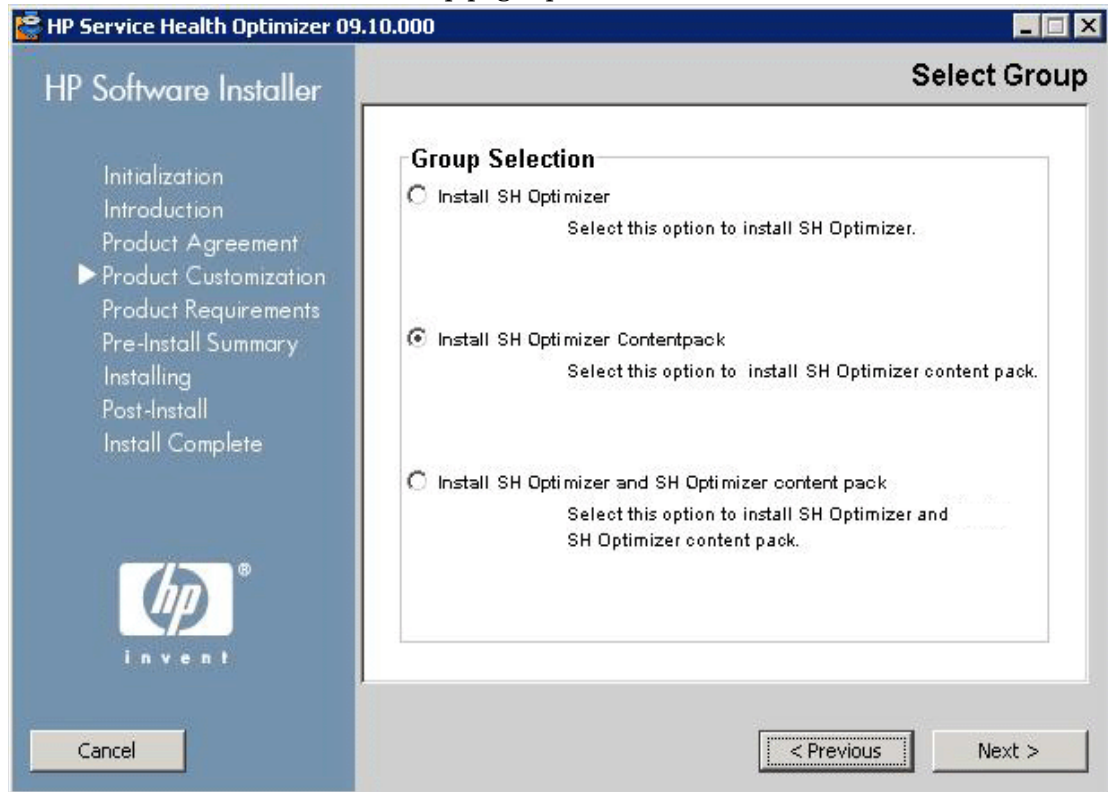 HP Service Health Optimizer 09.10.000
HP Software Installer
Initialization
Introduction
Product Agreement
Product Customization
Product Requirements
Pre-Install Summary
Installing
Post-Install
Install Complete
hp ®
invent
Cancel
Select Group
Group Selection
Install SH Optimizer
Select this option to install SH Optimizer.
Install SH Optimizer Contentpack
Select this option to install SH Optimizer content pack.
Install SH Optimizer and SH Optimizer content pack
Select this option to install SH Optimizer and
SH Optimizer content pack.
< Previous
Next >